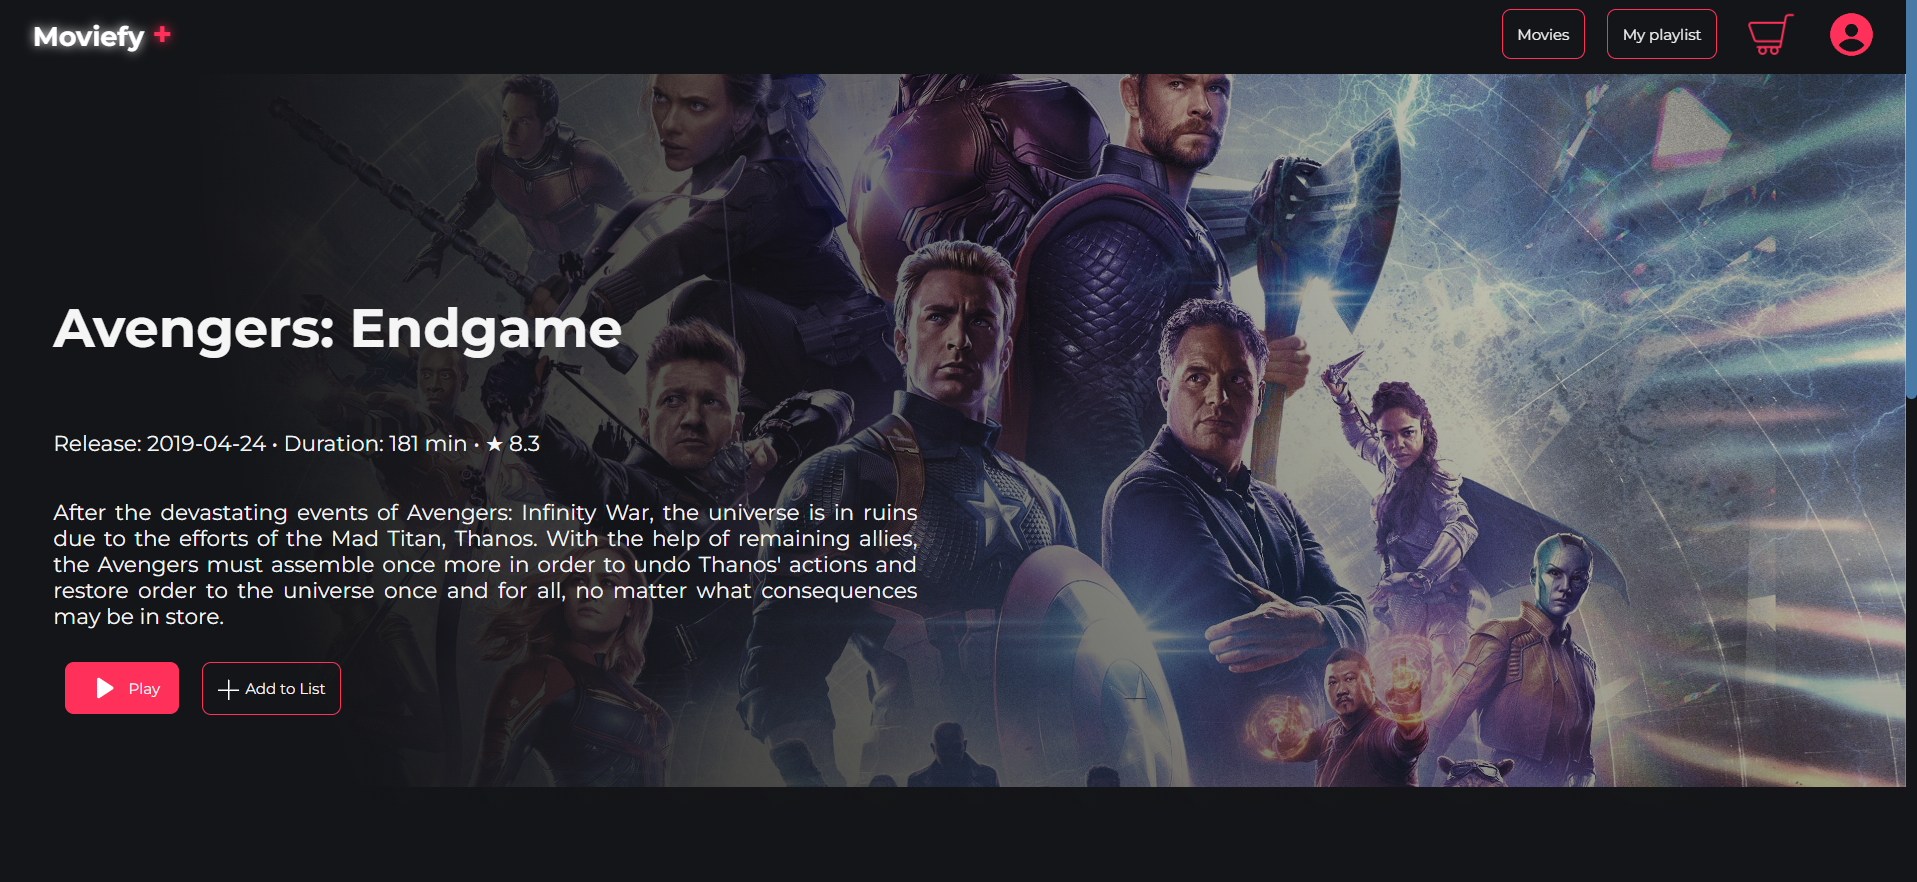 Moviefy +
Movies
My playlist
Avengers: Endgame
Release: 2019-04-24 • Duration: 181 min • ★ 8.3
After the devastating events of Avengers: Infinity War, the universe is in ruins
due to the efforts of the Mad Titan, Thanos. With the help of remaining allies,
the Avengers must assemble once more in order to undo Thanos' actions and
restore order to the universe once and for all, no matter what consequences
may be in store.
Play
Add to List